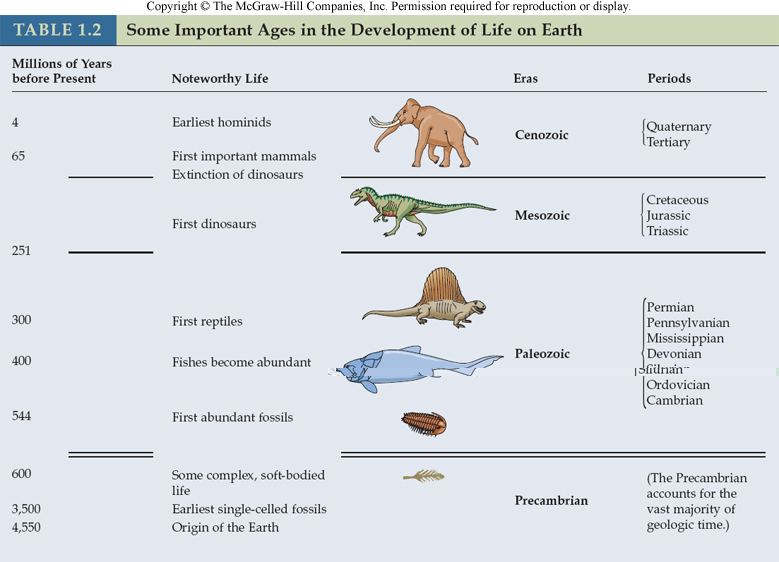 Copyright © The McGraw-Hill Companies, Inc. Permission required for reproduction or display.
TABLE 1.2 Some Important Ages in the Development of Life on Earth
Millions of Years
before Present Noteworthy Life Eras Periods
4 Earliest hominids Cenozoic Quaternary
Tertiary
65 First important mammals
Extinction of dinosaurs
First dinosaurs Mesozoic Cretaceous
Jurassic
Triassic
251
300 First reptiles Permian
Pennsylvanian
Mississippian
400 Fishes become abundant Paleozoic Devonian
Silurian
Ordovician
Cambrian
544 First abundant fossils
600 Some complex, soft-bodied
life
3,500 Earliest single-celled fossils Precambrian
4,550 Origin of the Earth
(The Precambrian
accounts for the
vast majority of
geologic time.)